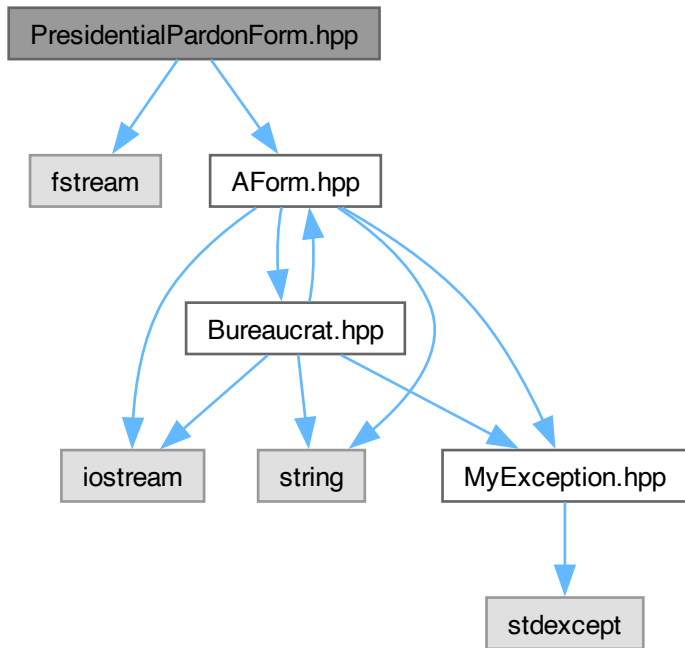 PresidentialPardonForm.hpp
fstream
AForm.hpp
Bureaucrat.hpp
iostream
string
MyException.hpp
stdexcept